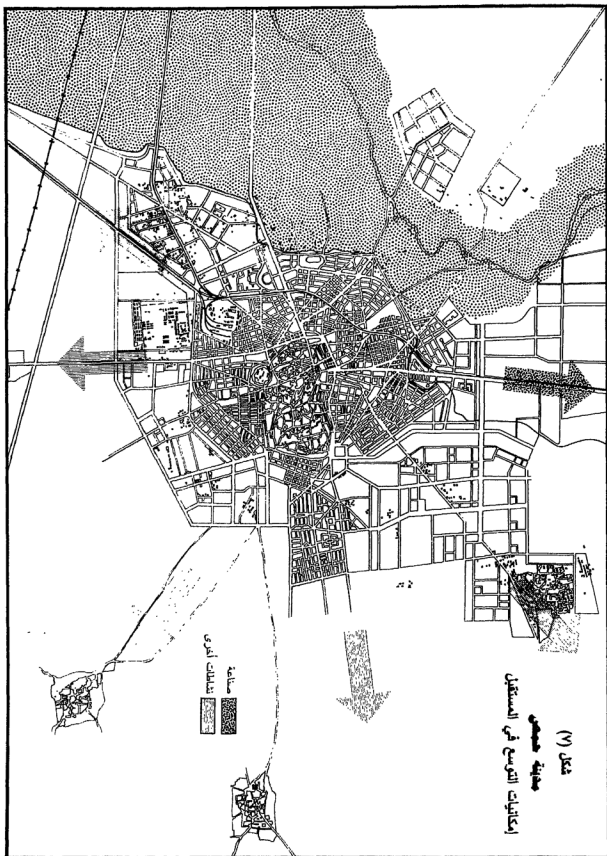 شكل (٧)
مدينة حمص
إمكانيات التوسع في المستقبل
صناعة
نشاطات أخرى